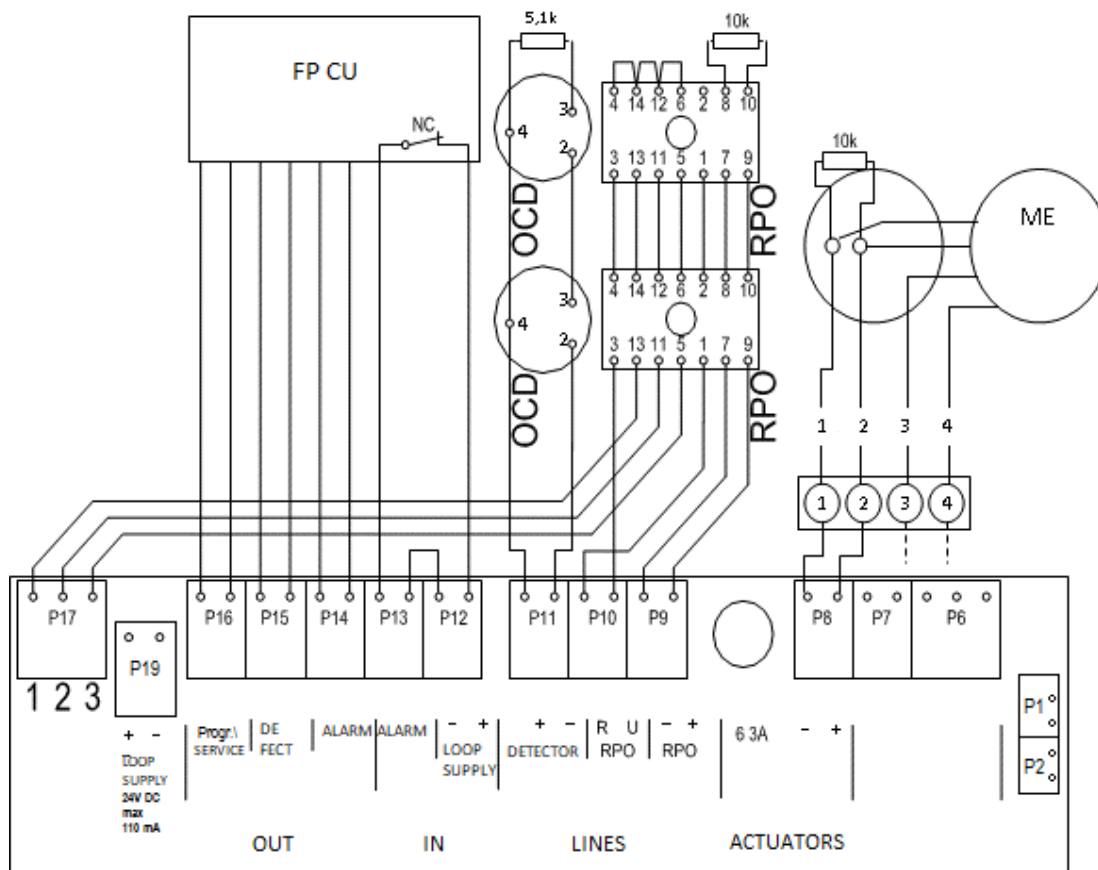 5,1k
10k
FP CU
NC
4 3 2
OCD
4 14 12 6 2 8 10
3 13 11 5 1 7 9
RPO
10k
ME
4 3 2
OCD
4 14 12 6 2 8 10
3 13 11 5 1 7 9
RPO
1 2 3 4
1 2 3 4
P17
P19
P16
P15
P14
P13
P12
P11
P10
P9
P8
P7
P6
P1
P2
1 2 3
+ -
LOOP
SUPPLY
24V DC
max
110 mA
Progr.\
SERVICE
DE
FECT
ALARM
ALARM
- +
LOOP
SUPPLY
+ -
DETECTOR
R U
RPO
- +
RPO
6 3A
- +
OUT
IN
LINES
ACTUATORS